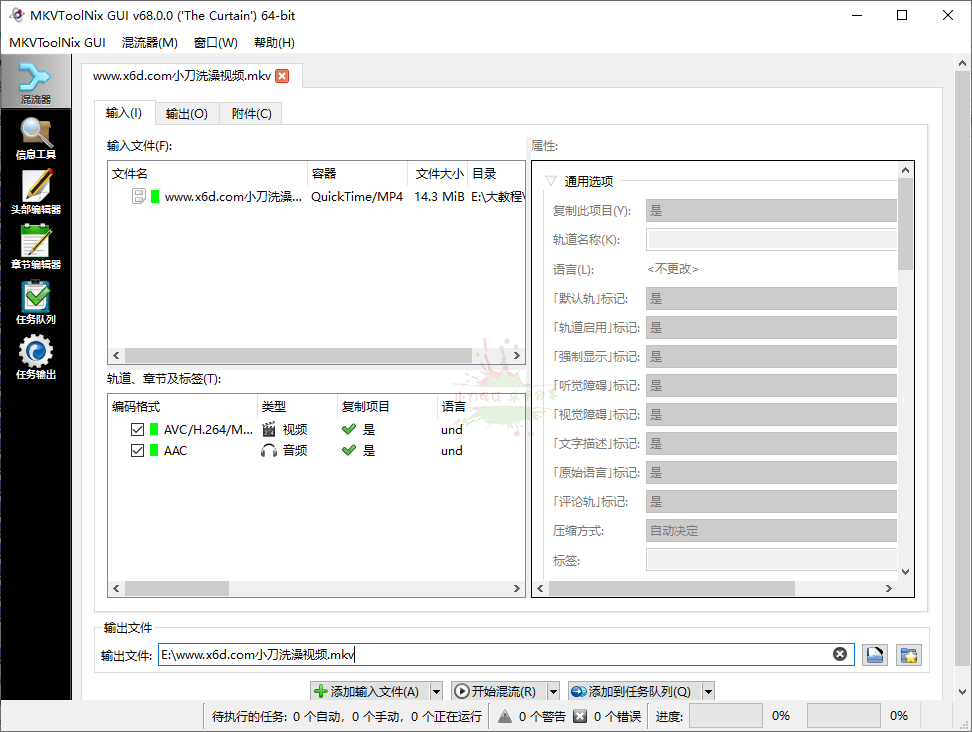 MKVToolNix GUI v68.0.0 ('The Curtain') 64-bit
MKVToolNix GUI 混流器(M) 窗口(W) 帮助(H)
混流器
信息工具
头部编辑器
章节编辑器
任务队列
任务输出
www.x6d.com小刀洗澡视频.mkv
输入(I) 输出(O) 附件(C)
输入文件(F):
文件名 容器 文件大小 目录
www.x6d.com小刀洗澡... QuickTime/MP4 14.3 MiB E:\大教程\
轨道、章节及标签(T):
编码格式 类型 复制项目 语言
AVC/H.264/M... 视频 是 und
AAC 音频 是 und
属性:
通用选项
复制此项目(Y): 是
轨道名称(K):
语言(L): <不更改>
「默认轨」标记: 是
「轨道启用」标记: 是
「强制显示」标记: 是
「听觉障碍」标记: 是
「视觉障碍」标记: 是
「文字描述」标记: 是
「原始语言」标记: 是
「评论轨」标记: 是
压缩方式: 自动决定
标签:
输出文件
输出文件: E:\www.x6d.com小刀洗澡视频.mkv
添加输入文件(A) 开始混流(R) 添加到任务队列(Q)
待执行的任务: 0 个自动，0 个手动，0 个正在运行 0 个警告 0 个错误 进度: 0% 0%